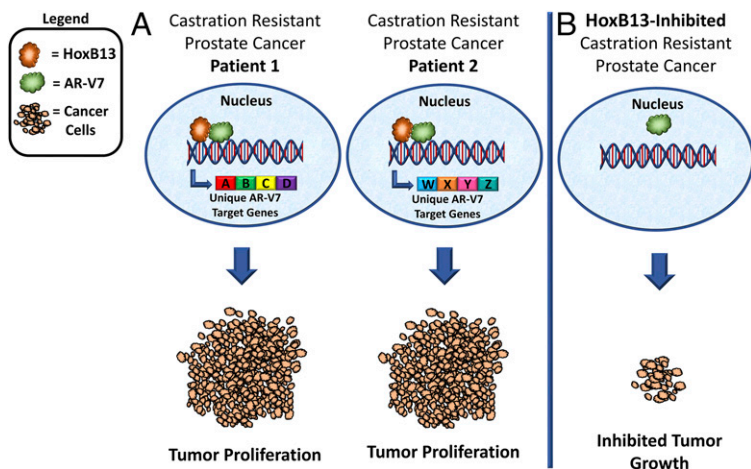 Legend
= HoxB13
= AR-V7
= Cancer
Cells
A
Castration Resistant
Prostate Cancer
Patient 1
Nucleus
A B C D
Unique AR-V7
Target Genes
Tumor Proliferation
Castration Resistant
Prostate Cancer
Patient 2
Nucleus
W X Y Z
Unique AR-V7
Target Genes
Tumor Proliferation
B
HoxB13-Inhibited
Castration Resistant
Prostate Cancer
Nucleus
Inhibited Tumor
Growth